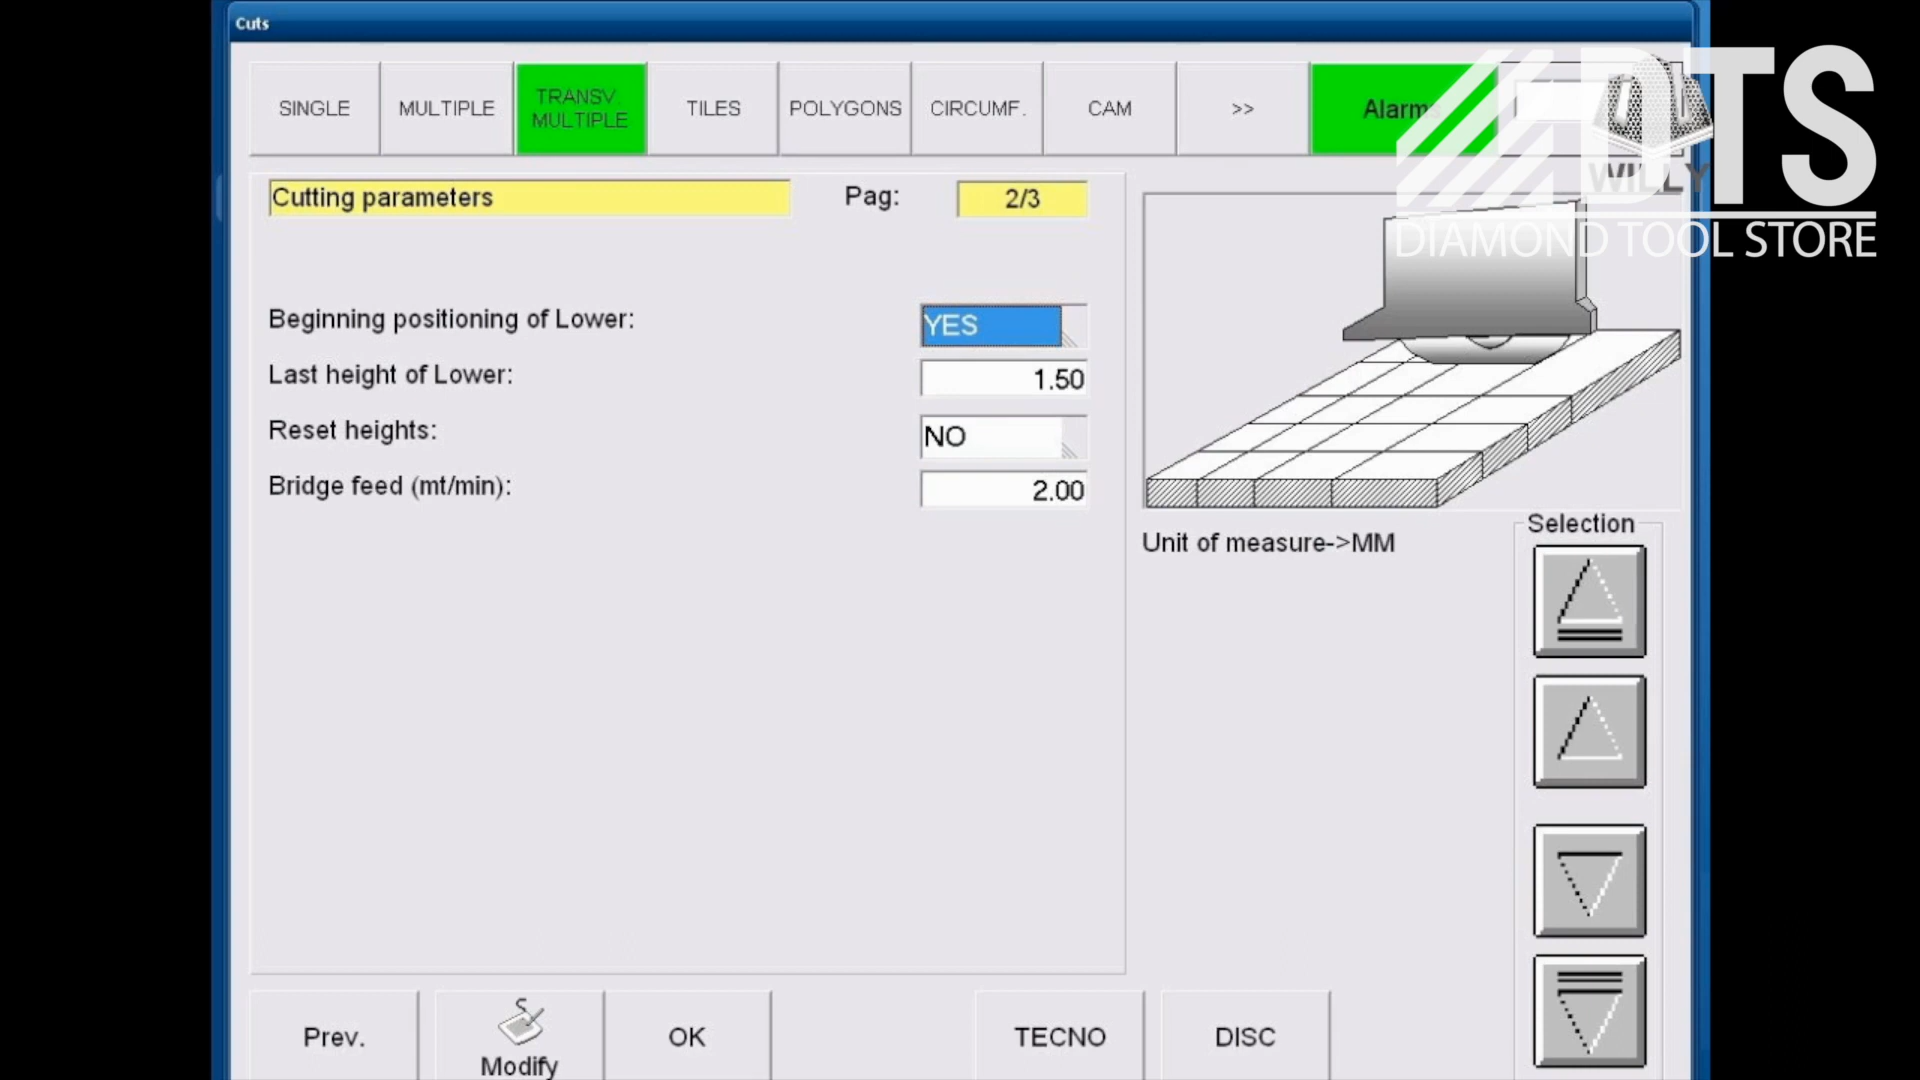 Cuts
SINGLE
MULTIPLE
TRANSV.
MULTIPLE
TILES
POLYGONS
CIRCUMF.
CAM
>>
Alarms
DTS
DIAMOND TOOL STORE
WILLY
Cutting parameters
Pag:
2/3
Beginning positioning of Lower:
YES
Last height of Lower:
1.50
Reset heights:
NO
Bridge feed (mt/min):
2.00
Unit of measure->MM
Selection
Prev.
Modify
OK
TECNO
DISC